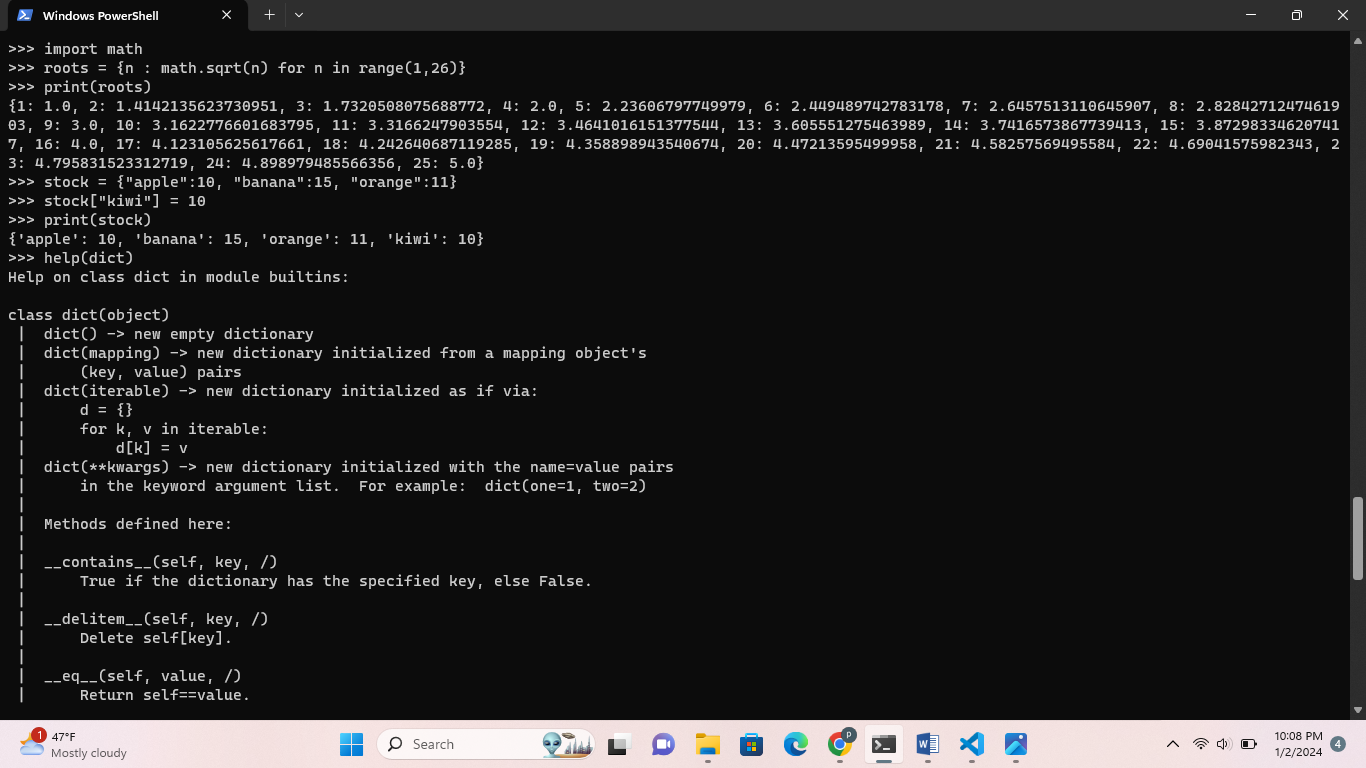 Windows PowerShell
>>> import math
>>> roots = {n : math.sqrt(n) for n in range(1,26)}
>>> print(roots)
{1: 1.0, 2: 1.4142135623730951, 3: 1.7320508075688772, 4: 2.0, 5: 2.23606797749979, 6: 2.449489742783178, 7: 2.6457513110645907, 8: 2.82842712474619
03, 9: 3.0, 10: 3.1622776601683795, 11: 3.3166247903554, 12: 3.4641016151377544, 13: 3.605551275463989, 14: 3.7416573867739413, 15: 3.87298334620741
7, 16: 4.0, 17: 4.123105625617661, 18: 4.242640687119285, 19: 4.358898943540674, 20: 4.47213595499958, 21: 4.58257569495584, 22: 4.69041575982343, 2
3: 4.795831523312719, 24: 4.898979485566356, 25: 5.0}
>>> stock = {"apple":10, "banana":15, "orange":11}
>>> stock["kiwi"] = 10
>>> print(stock)
{'apple': 10, 'banana': 15, 'orange': 11, 'kiwi': 10}
>>> help(dict)
Help on class dict in module builtins:

class dict(object)
 |  dict() -> new empty dictionary
 |  dict(mapping) -> new dictionary initialized from a mapping object's
 |      (key, value) pairs
 |  dict(iterable) -> new dictionary initialized as if via:
 |      d = {}
 |      for k, v in iterable:
 |          d[k] = v
 |  dict(**kwargs) -> new dictionary initialized with the name=value pairs
 |      in the keyword argument list.  For example:  dict(one=1, two=2)
 |
 |  Methods defined here:
 |
 |  __contains__(self, key, /)
 |      True if the dictionary has the specified key, else False.
 |
 |  __delitem__(self, key, /)
 |      Delete self[key].
 |
 |  __eq__(self, value, /)
 |      Return self==value.
1
47°F
Mostly cloudy
Search
P
10:08 PM
1/2/2024
4